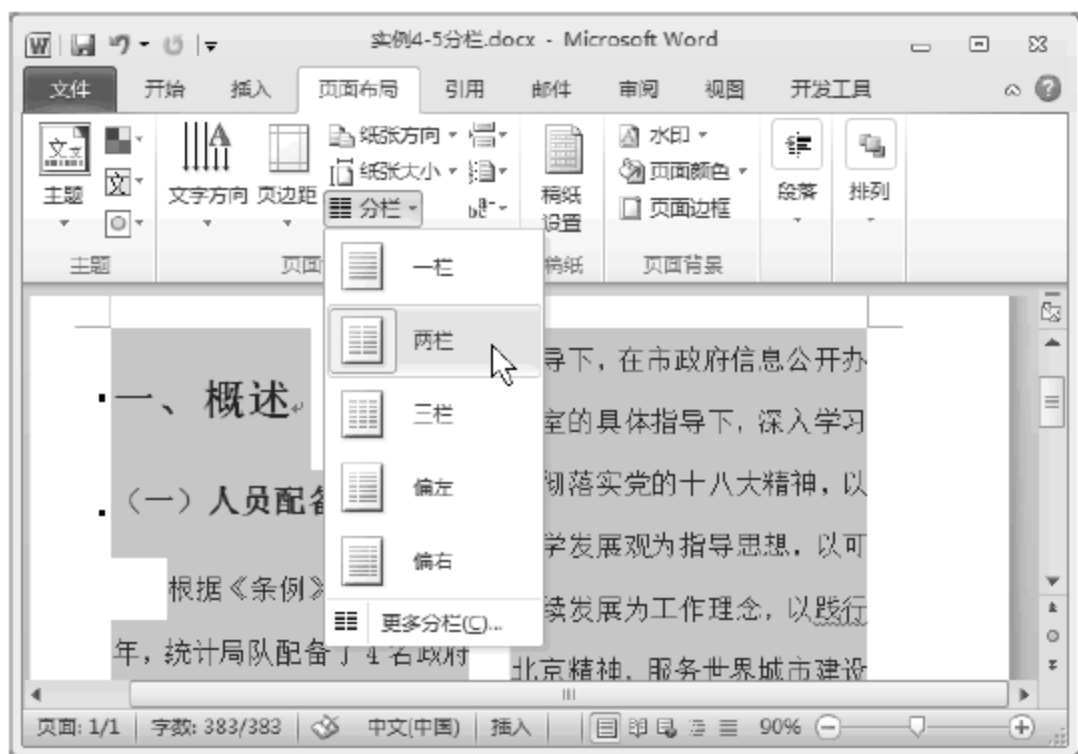 实例4-5分栏.docx - Microsoft Word
文件 开始 插入 页面布局 引用 邮件 审阅 视图 开发工具
主题 文字方向 页边距 纸张方向 纸张大小 分栏 稿纸设置 水印 页面颜色 页面边框 段落 排列
主题 页面 稿纸 页面背景
一栏
两栏
三栏
偏左
偏右
更多分栏(C)...
一、概述
（一）人员配备
根据《条例》
年，统计局队配备了4名政府
导下，在市政府信息公开办
室的具体指导下，深入学习
彻落实党的十八大精神，以
学发展观为指导思想，以可
续发展为工作理念，以践行
北京精神，服务世界城市建设
页面: 1/1 字数: 383/383 中文(中国) 插入 90%